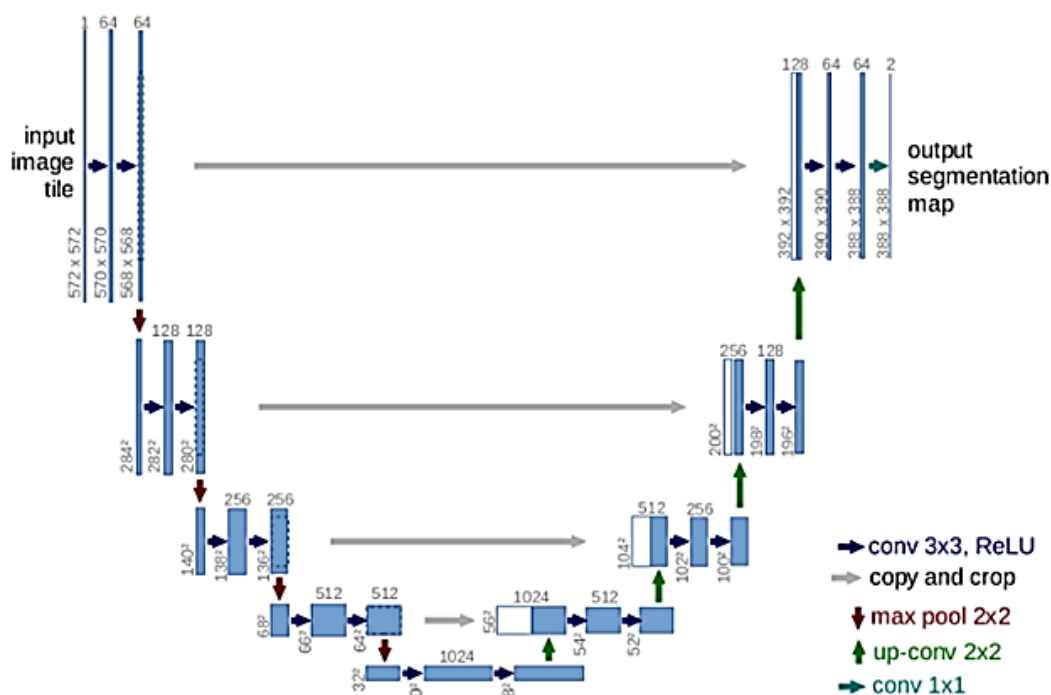 1 64 64
128 64 64 2
input
image
tile
output
segmentation
map
572 x 572
570 x 570
568 x 568
392 x 392
390 x 390
388 x 388
388 x 388
128 128
256 128
284²
282²
280²
200²
198²
196²
256 256
512 256
140²
138²
136²
104²
102²
100²
512 512
1024 512
68²
66²
64²
56²
54²
52²
1024
32²
conv 3x3, ReLU
copy and crop
max pool 2x2
up-conv 2x2
conv 1x1